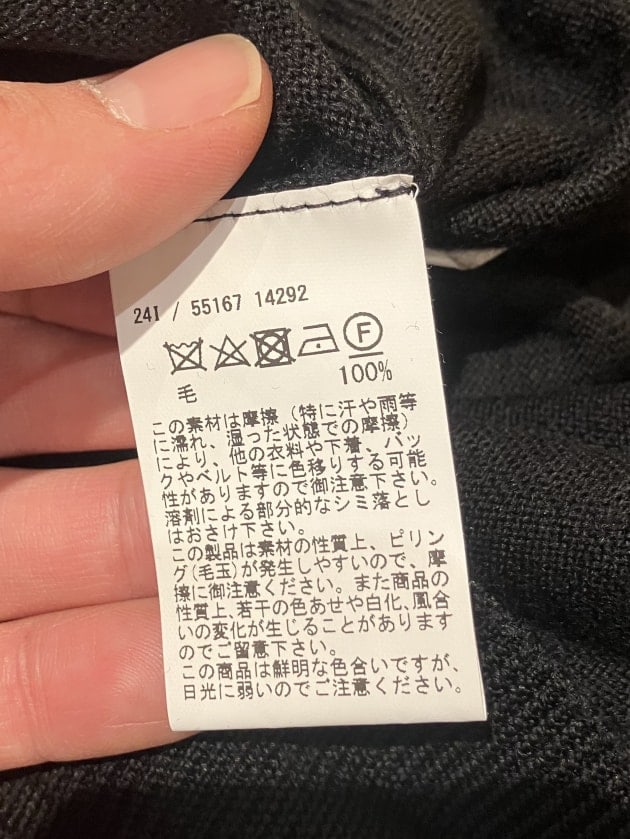 24I / 55167 14292
F
毛 100%
この素材は摩擦（特に汗や雨等
に濡れ、湿った状態での摩擦）
により、他の衣料や下着、バッ
クやベルト等に色移りする可能
性がありますので御注意下さい。
溶剤による部分的なシミ落とし
はおさけ下さい。
この製品は素材の性質上、ピリン
グ(毛玉)が発生しやすいので、摩
擦に御注意ください。また商品の
性質上、若干の色あせや白化、風合
いの変化が生じることがあります
のでご留意下さい。
この商品は鮮明な色合いですが、
日光に弱いのでご注意ください。